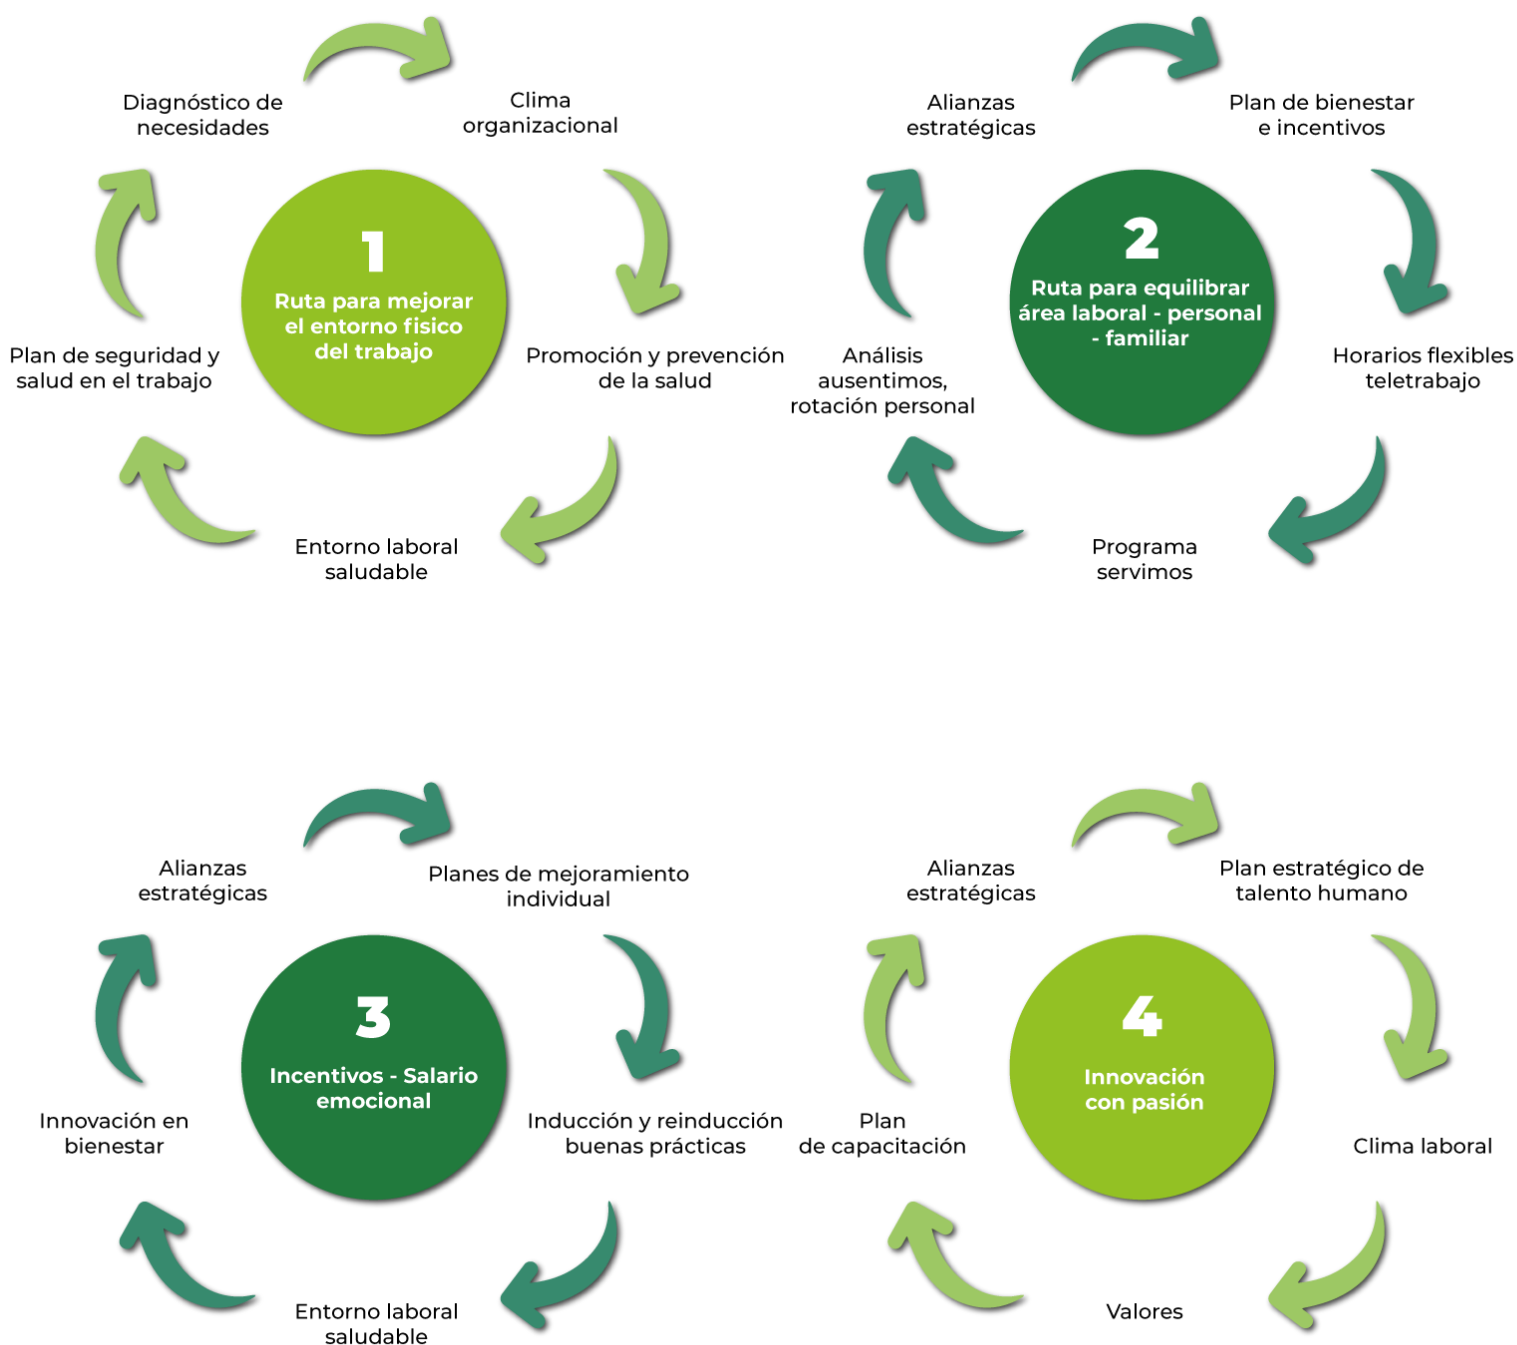 Diagnóstico de
necesidades
Clima
organizacional
1
Ruta para mejorar
el entorno físico
del trabajo
Plan de seguridad y
salud en el trabajo
Promoción y prevención
de la salud
Entorno laboral
saludable
Alianzas
estratégicas
Plan de bienestar
e incentivos
2
Ruta para equilibrar
área laboral - personal
- familiar
Análisis
ausentimos,
rotación personal
Horarios flexibles
teletrabajo
Programa
servimos
Alianzas
estratégicas
Planes de mejoramiento
individual
3
Incentivos - Salario
emocional
Innovación en
bienestar
Inducción y reinducción
buenas prácticas
Entorno laboral
saludable
Alianzas
estratégicas
Plan estratégico de
talento humano
4
Innovación
con pasión
Plan
de capacitación
Clima laboral
Valores